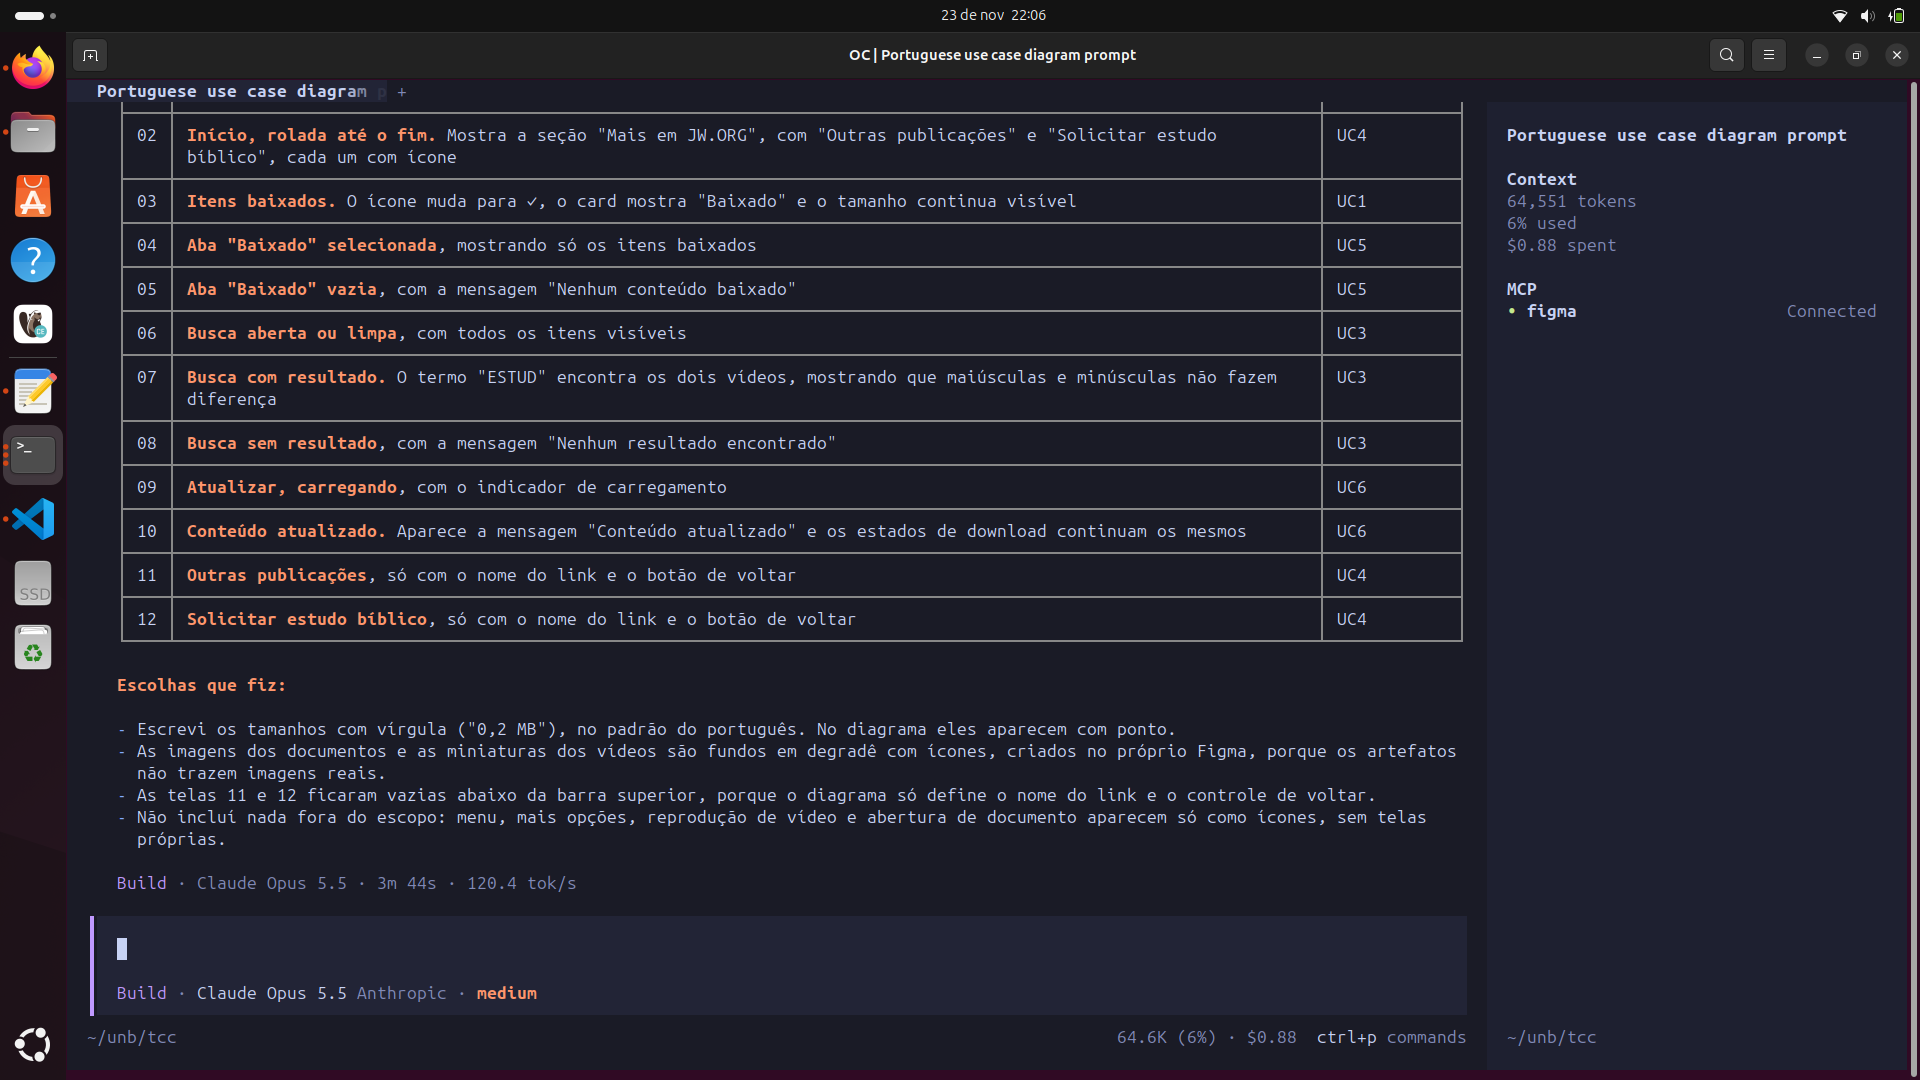 23 de nov 22:06
OC | Portuguese use case diagram prompt
Portuguese use case diagram p +
02 Início, rolada até o fim. Mostra a seção "Mais em JW.ORG", com "Outras publicações" e "Solicitar estudo UC4
bíblico", cada um com ícone
03 Itens baixados. O ícone muda para ✓, o card mostra "Baixado" e o tamanho continua visível UC1
04 Aba "Baixado" selecionada, mostrando só os itens baixados UC5
05 Aba "Baixado" vazia, com a mensagem "Nenhum conteúdo baixado" UC5
06 Busca aberta ou limpa, com todos os itens visíveis UC3
07 Busca com resultado. O termo "ESTUD" encontra os dois vídeos, mostrando que maiúsculas e minúsculas não fazem UC3
diferença
08 Busca sem resultado, com a mensagem "Nenhum resultado encontrado" UC3
09 Atualizar, carregando, com o indicador de carregamento UC6
10 Conteúdo atualizado. Aparece a mensagem "Conteúdo atualizado" e os estados de download continuam os mesmos UC6
11 Outras publicações, só com o nome do link e o botão de voltar UC4
12 Solicitar estudo bíblico, só com o nome do link e o botão de voltar UC4
Escolhas que fiz:
- Escrevi os tamanhos com vírgula ("0,2 MB"), no padrão do português. No diagrama eles aparecem com ponto.
- As imagens dos documentos e as miniaturas dos vídeos são fundos em degradê com ícones, criados no próprio Figma, porque os artefatos
não trazem imagens reais.
- As telas 11 e 12 ficaram vazias abaixo da barra superior, porque o diagrama só define o nome do link e o controle de voltar.
- Não incluí nada fora do escopo: menu, mais opções, reprodução de vídeo e abertura de documento aparecem só como ícones, sem telas
próprias.
Build · Claude Opus 5.5 · 3m 44s · 120.4 tok/s
Build · Claude Opus 5.5 Anthropic · medium
~/unb/tcc 64.6K (6%) · $0.88 ctrl+p commands
Portuguese use case diagram prompt
Context
64,551 tokens
6% used
$0.88 spent
MCP
• figma Connected
~/unb/tcc
SSD
CE
>_